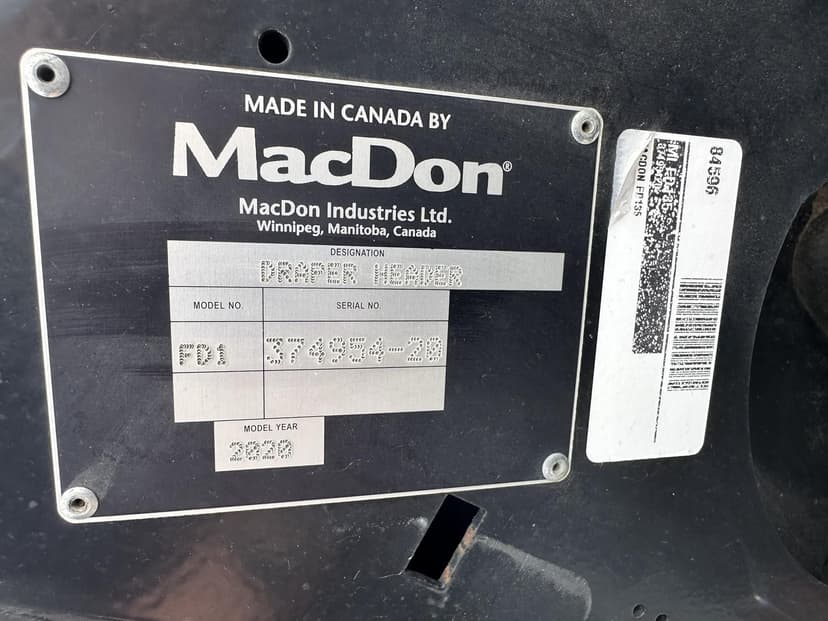 MADE IN CANADA BY
MacDon®
MacDon Industries Ltd.
Winnipeg, Manitoba, Canada
DESIGNATION
DRAPER HEADER
MODEL NO.
SERIAL NO.
FD1
374954-20
MODEL YEAR
2020
84596